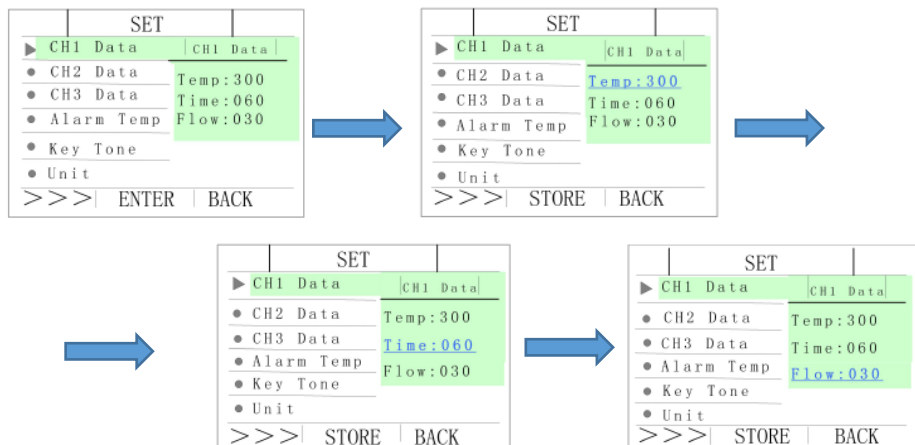 SET
CH1 Data
CH1 Data
CH2 Data
Temp:300
CH3 Data
Time:060
Alarm Temp
Flow:030
Key Tone
Unit
>>> ENTER BACK
SET
CH1 Data
CH1 Data
CH2 Data
Temp:300
CH3 Data
Time:060
Alarm Temp
Flow:030
Key Tone
Unit
>>> STORE BACK
SET
CH1 Data
CH1 Data
CH2 Data
Temp:300
CH3 Data
Time:060
Alarm Temp
Flow:030
Key Tone
Unit
>>> STORE BACK
SET
CH1 Data
CH1 Data
CH2 Data
Temp:300
CH3 Data
Time:060
Alarm Temp
Flow:030
Key Tone
Unit
>>> STORE BACK